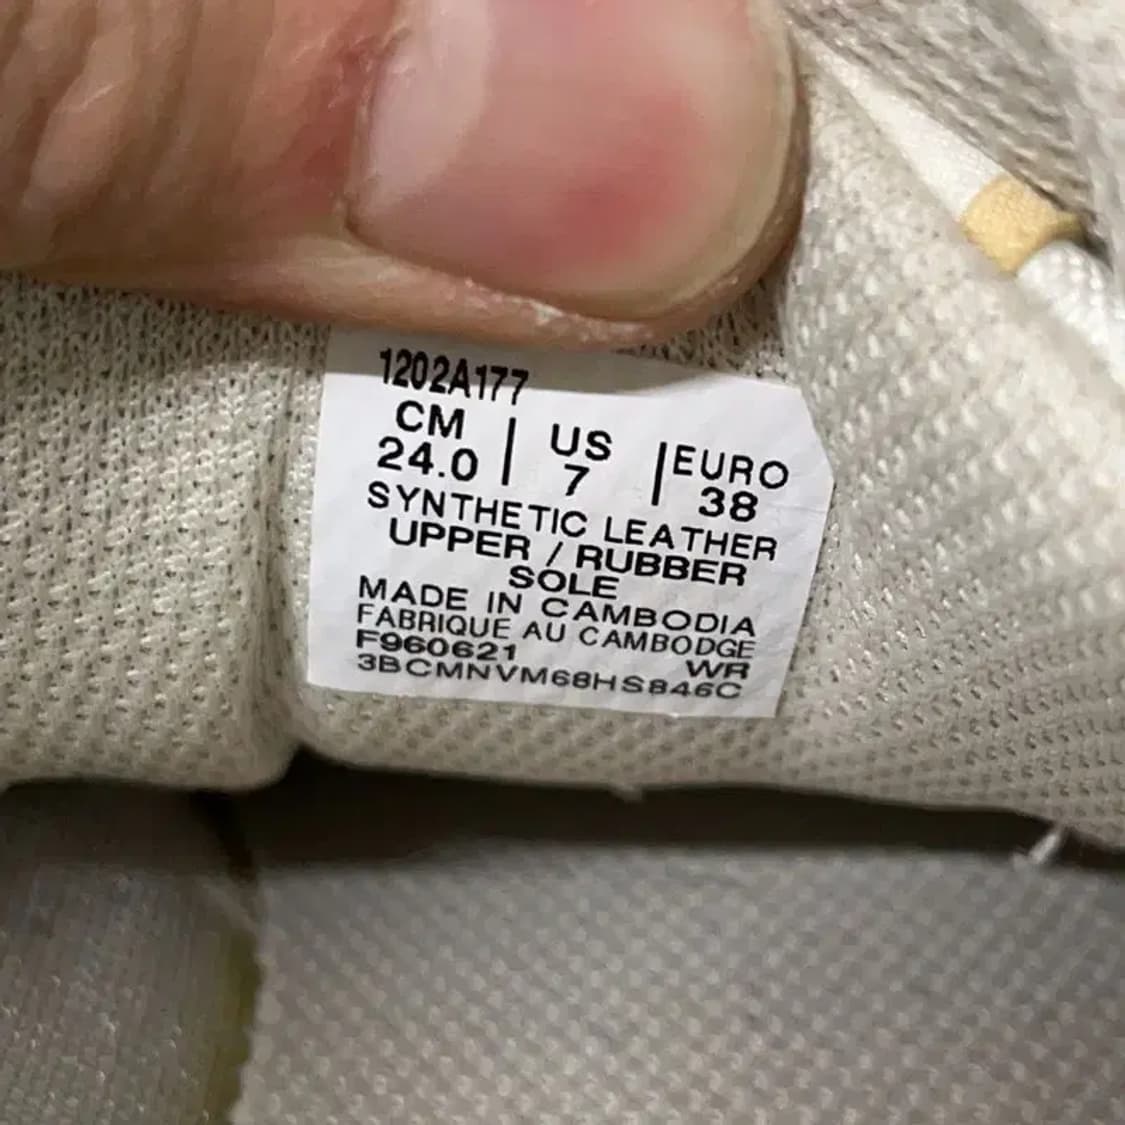 1202A177
CM | US | EURO
24.0 | 7 | 38
SYNTHETIC LEATHER
UPPER / RUBBER
SOLE
MADE IN CAMBODIA
FABRIQUE AU CAMBODGE
F960621 WR
3BCMNVM68HS846C